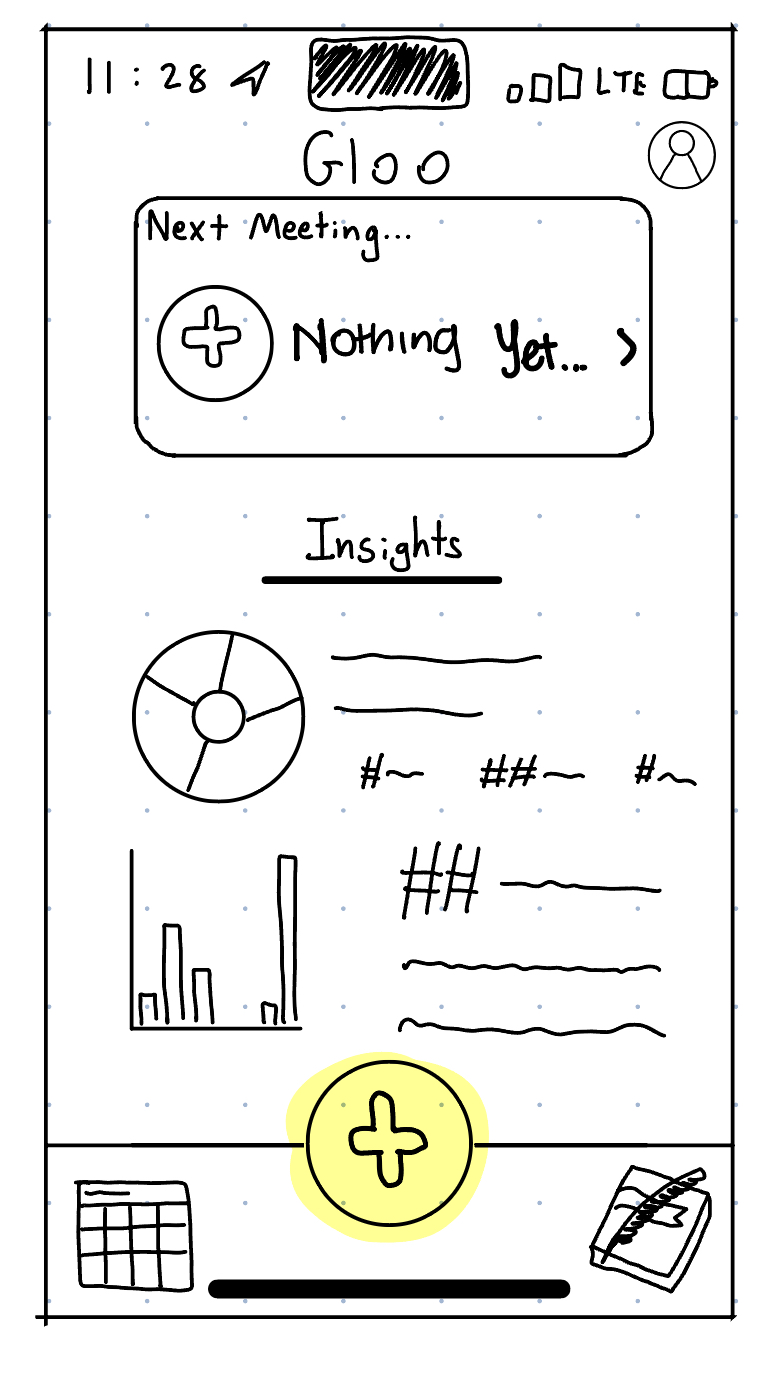 11:28 LTE
Gloo
Next Meeting...
Nothing Yet... >
Insights
#~ ##~ #~
##